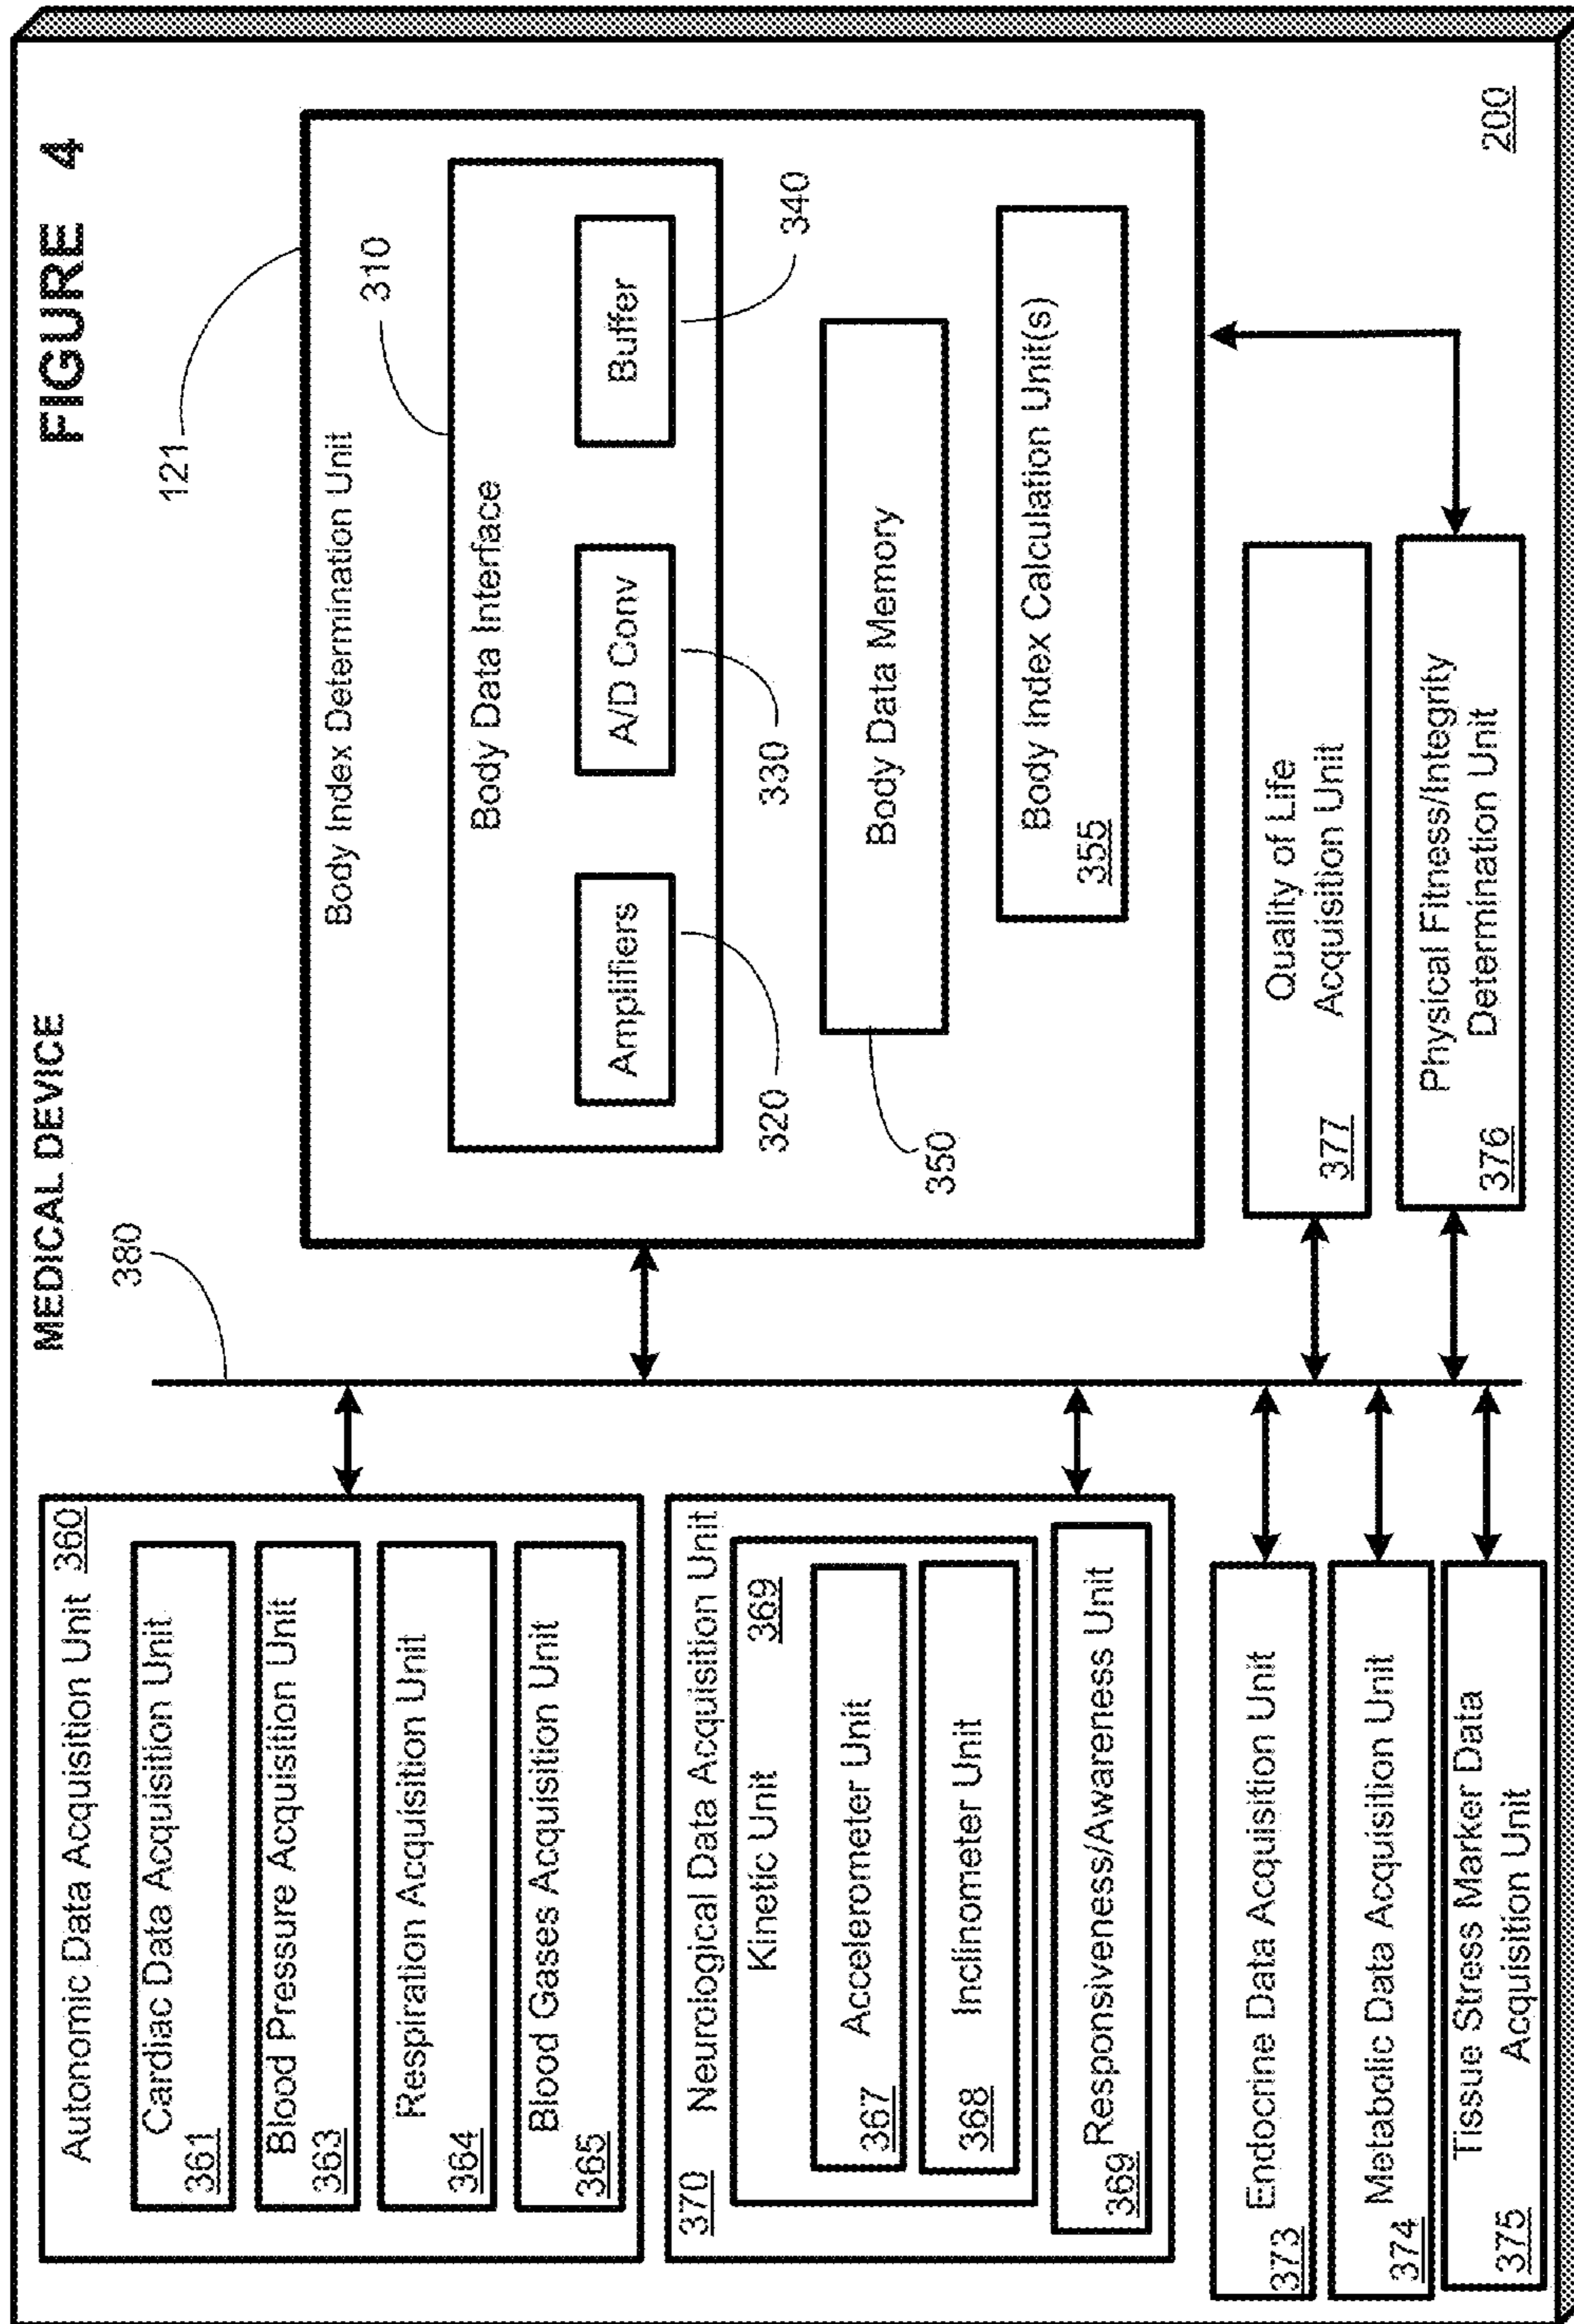 FIGURE 4
MEDICAL DEVICE
Autonomic Data Acquisition Unit 360
Cardiac Data Acquisition Unit
361
Blood Pressure Acquisition Unit
363
Respiration Acquisition Unit
364
Blood Gases Acquisition Unit
365
Neurological Data Acquisition Unit
370
Kinetic Unit 369
Accelerometer Unit
367
Inclinometer Unit
368
Responsiveness/Awareness Unit
369
Endocrine Data Acquisition Unit
373
Metabolic Data Acquisition Unit
374
Tissue Stress Marker Data
Acquisition Unit
375
380
121
Body Index Determination Unit
310
Body Data Interface
Amplifiers
A/D Conv
Buffer
320
330
340
Body Data Memory
350
Body Index Calculation Unit(s)
355
Quality of Life
Acquisition Unit
377
Physical Fitness/Integrity
Determination Unit
376
200